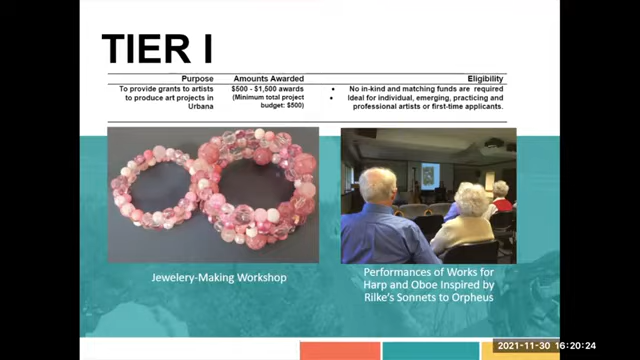 TIER I
Purpose
Amounts Awarded
Eligibility
To provide grants to artists
to produce art projects in
Urbana
$500 - $1,500 awards
(Minimum total project
budget: $500)
• No in-kind and matching funds are required
• Ideal for individual, emerging, practicing and
professional artists or first-time applicants.
Jewelery-Making Workshop
Performances of Works for
Harp and Oboe Inspired by
Rilke's Sonnets to Orpheus
2021-11-30 16:20:24